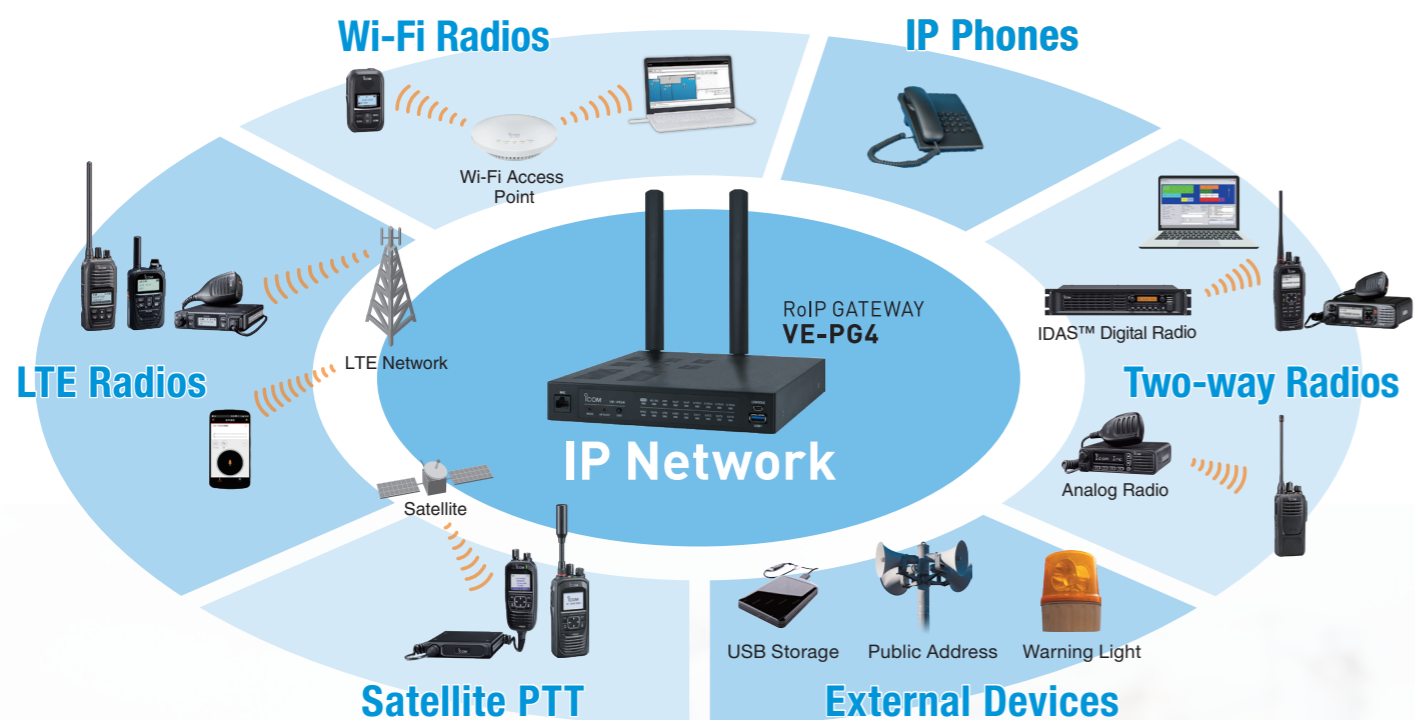 Wi-Fi Radios
IP Phones
Wi-Fi Access
Point
RoIP GATEWAY
VE-PG4
IDAS™ Digital Radio
LTE Network
LTE Radios
Two-way Radios
ICOM
IP Network
Analog Radio
Satellite
USB Storage
Public Address
Warning Light
Satellite PTT
External Devices